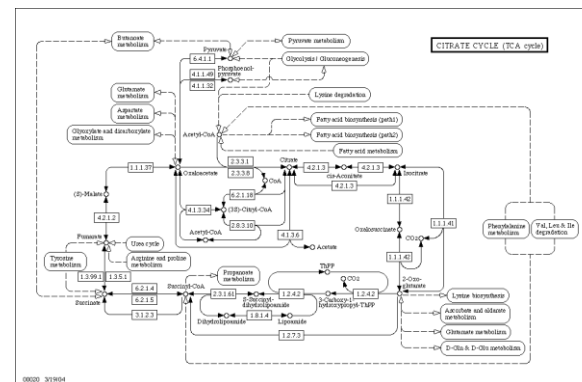 CITRATE CYCLE (TCA cycle)
Butanoate
metabolism
Pyruvate metabolism
Pyruvate
6.4.1.1
Glycolysis / Gluconeogenesis
Phosphoenol-
pyruvate
4.1.1.49
4.1.1.32
Glutamate
metabolism
Lysine degradation
Aspartate
metabolism
Fatty acid biosynthesis (path1)
Glyoxylate and dicarboxylate
metabolism
Acetyl-CoA
Fatty acid biosynthesis (path2)
Fatty acid metabolism
1.1.1.37
Oxaloacetate
2.3.3.1
2.3.3.8
Citrate
4.2.1.3
cis-Aconitate
4.2.1.3
Isocitrate
CoA
4.2.1.3
(S)-Malate
6.2.1.18
1.1.1.42
4.1.3.34
(3S)-Citryl-CoA
1.1.1.41
4.2.1.2
2.8.3.10
Oxalosuccinate
Acetyl-CoA
4.1.3.6
CO2
Fumarate
Urea cycle
Acetate
1.1.1.42
Phenylalanine
metabolism
Val, Leu & Ile
degradation
Tyrosine
metabolism
Arginine and proline
metabolism
1.3.99.1
1.3.5.1
Propanoate
metabolism
ThPP
CO2
Succinate
6.2.1.4
6.2.1.5
Succinyl-CoA
2.3.1.61
S-Succinyl-
dihydrolipoamide
1.2.4.2
3-Carboxy-1-
hydroxypropyl-ThPP
1.2.4.2
2-Oxo-
glutarate
Lysine biosynthesis
3.1.2.3
Dihydrolipoamide
1.8.1.4
Lipoamide
Ascorbate and aldarate
metabolism
1.2.7.3
Glutamate metabolism
D-Gln & D-Glu metabolism
00020 3/19/04